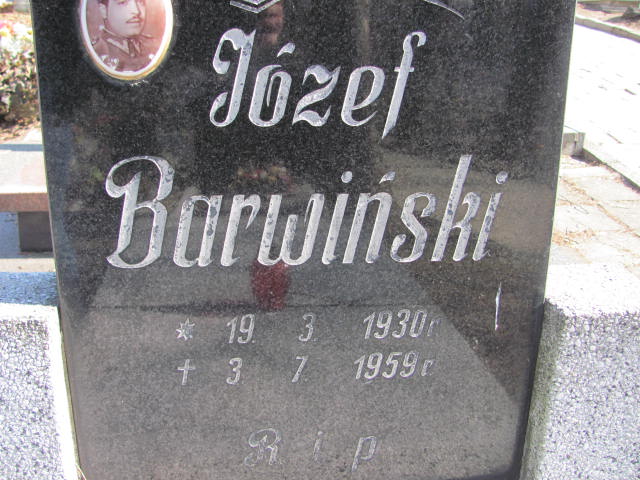 Józef
Barwiński
* 19. 3. 1930r.
† 3. 7. 1959r.
R i p